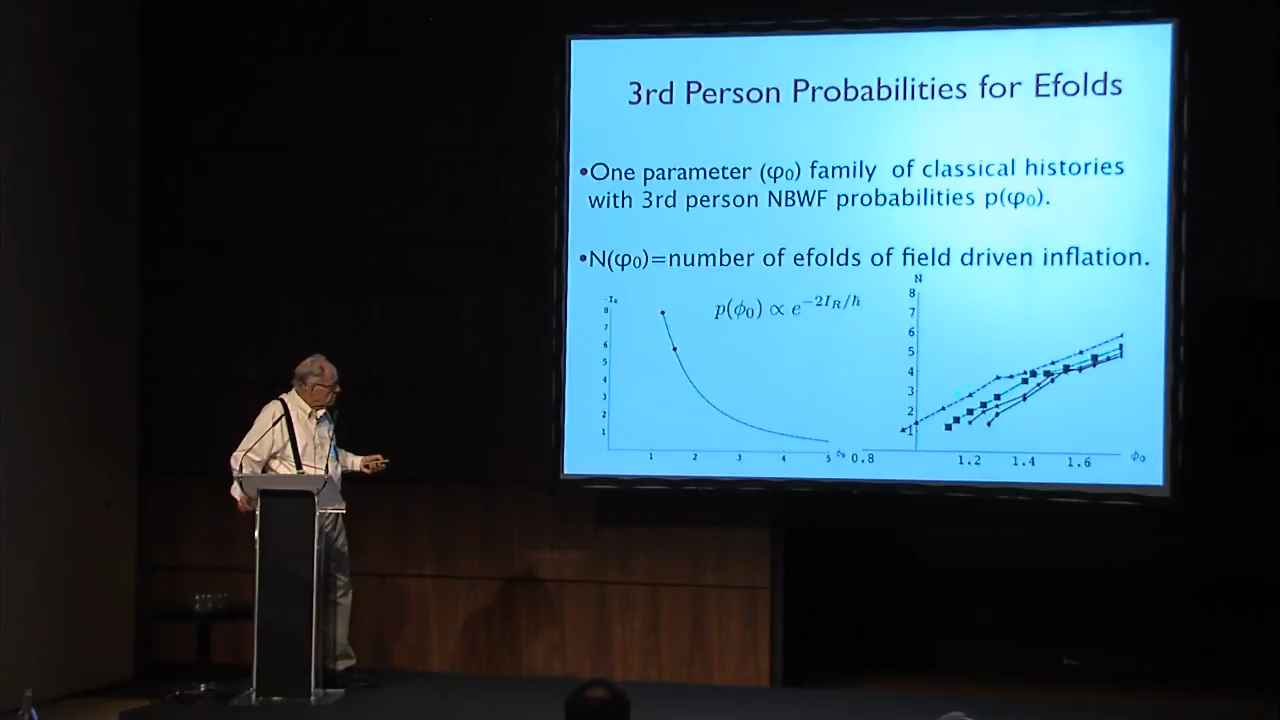 3rd Person Probabilities for Efolds
•One parameter (φ₀) family of classical histories
with 3rd person NBWF probabilities p(φ₀).
•N(φ₀)=number of efolds of field driven inflation.
p(ϕ₀) ∝ e^{−2I_R/ħ}
8
7
6
5
4
3
2
1
1 2 3 4 5
N
8
7
6
5
4
3
2
1
0.8 1.2 1.4 1.6 ϕ₀